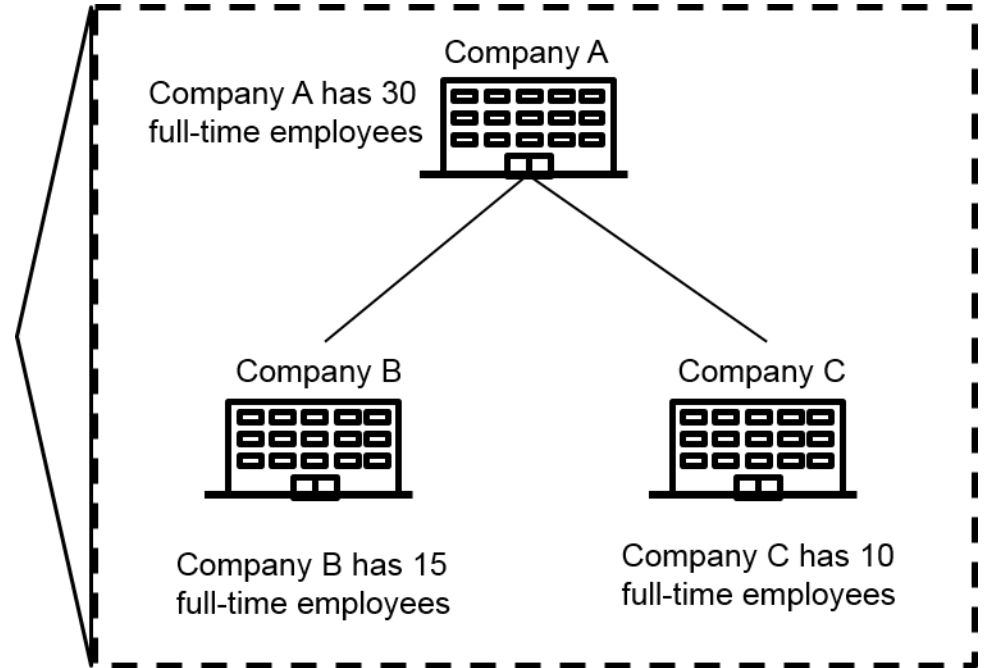 Company A
Company A has 30
full-time employees
Company B
Company C
Company B has 15
full-time employees
Company C has 10
full-time employees